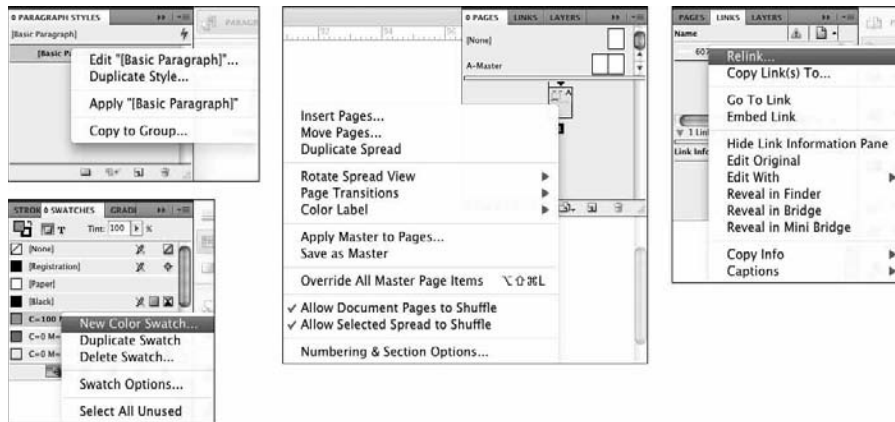 PARAGRAPH STYLES
[Basic Paragraph]
Edit "[Basic Paragraph]"...
Duplicate Style...
Apply "[Basic Paragraph]"
Copy to Group...
SWATCHES
Tint: 100 %
[None]
[Registration]
[Paper]
[Black]
C=100
C=0 M=
C=0 M=
New Color Swatch...
Duplicate Swatch
Delete Swatch...
Swatch Options...
Select All Unused
PAGES LINKS LAYERS
[None]
A-Master
Insert Pages...
Move Pages...
Duplicate Spread
Rotate Spread View
Page Transitions
Color Label
Apply Master to Pages...
Save as Master
Override All Master Page Items ⌥⇧⌘L
✓ Allow Document Pages to Shuffle
✓ Allow Selected Spread to Shuffle
Numbering & Section Options...
PAGES LINKS LAYERS
Name
Relink...
Copy Link(s) To...
Go To Link
Embed Link
Hide Link Information Pane
Edit Original
Edit With
Reveal in Finder
Reveal in Bridge
Reveal in Mini Bridge
Copy Info
Captions